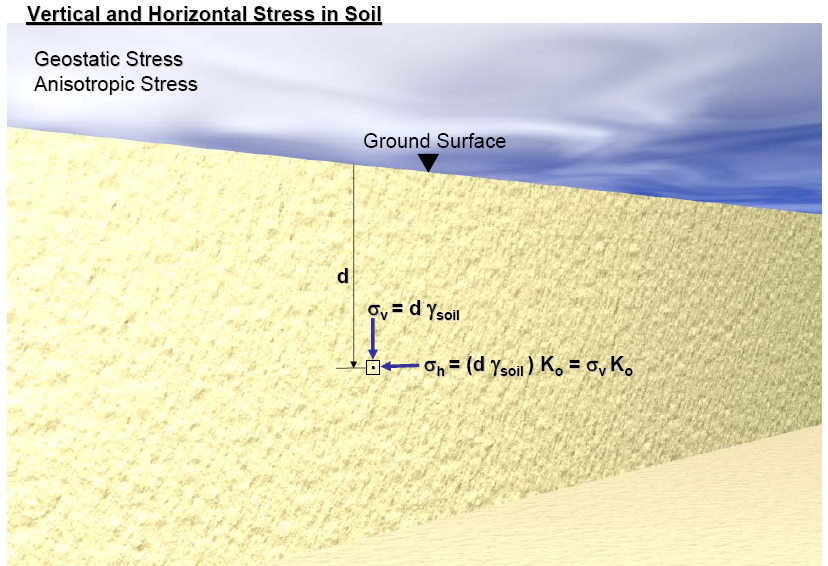 Vertical and Horizontal Stress in Soil
Geostatic Stress
Anisotropic Stress
Ground Surface
d
σv = d γsoil
σh = (d γsoil ) Ko = σv Ko